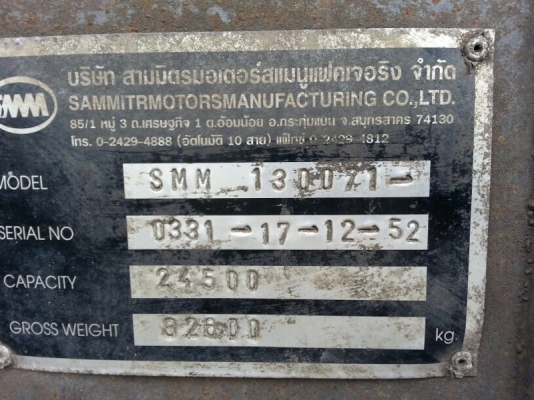 บริษัท สามมิตรมอเตอร์สแมนูแฟคเจอริง จำกัด
SMM
SAMMITRMOTORSMANUFACTURING CO.,LTD.
85/1 หมู่ 3 ถ.เศรษฐกิจ 1 ต.อ้อมน้อย อ.กระทุ่มแบน จ.สมุทรสาคร 74130
โทร. 0-2429-4888 (อัตโนมัติ 10 สาย) แฟ็กซ์ 0-2429-4812
MODEL SMM 130071-
SERIAL NO 0331-17-12-52
CAPACITY 24500
GROSS WEIGHT 32800 kg.